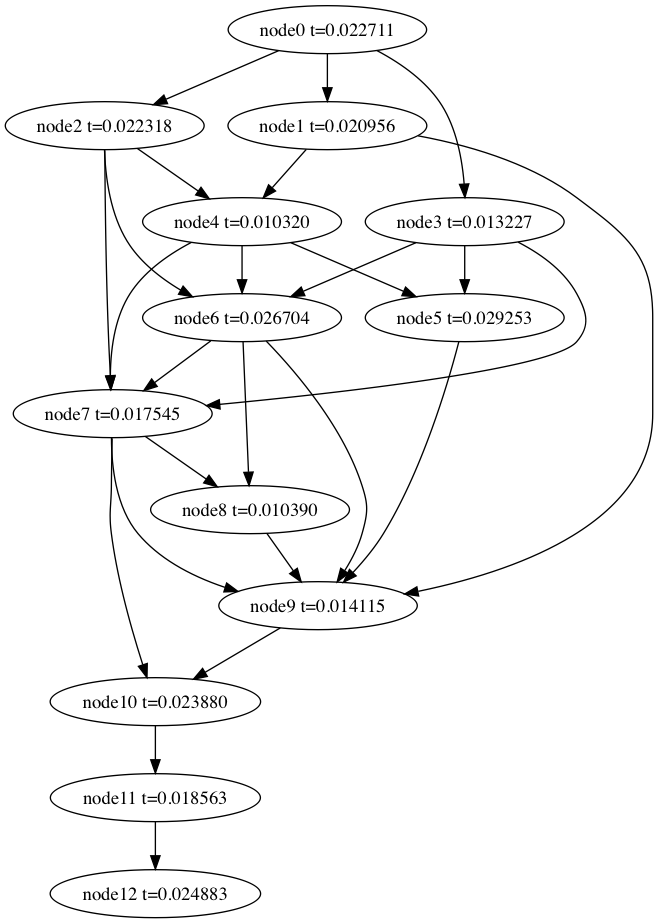 node0 t=0.022711
node2 t=0.022318
node1 t=0.020956
node4 t=0.010320
node3 t=0.013227
node6 t=0.026704
node5 t=0.029253
node7 t=0.017545
node8 t=0.010390
node9 t=0.014115
node10 t=0.023880
node11 t=0.018563
node12 t=0.024883